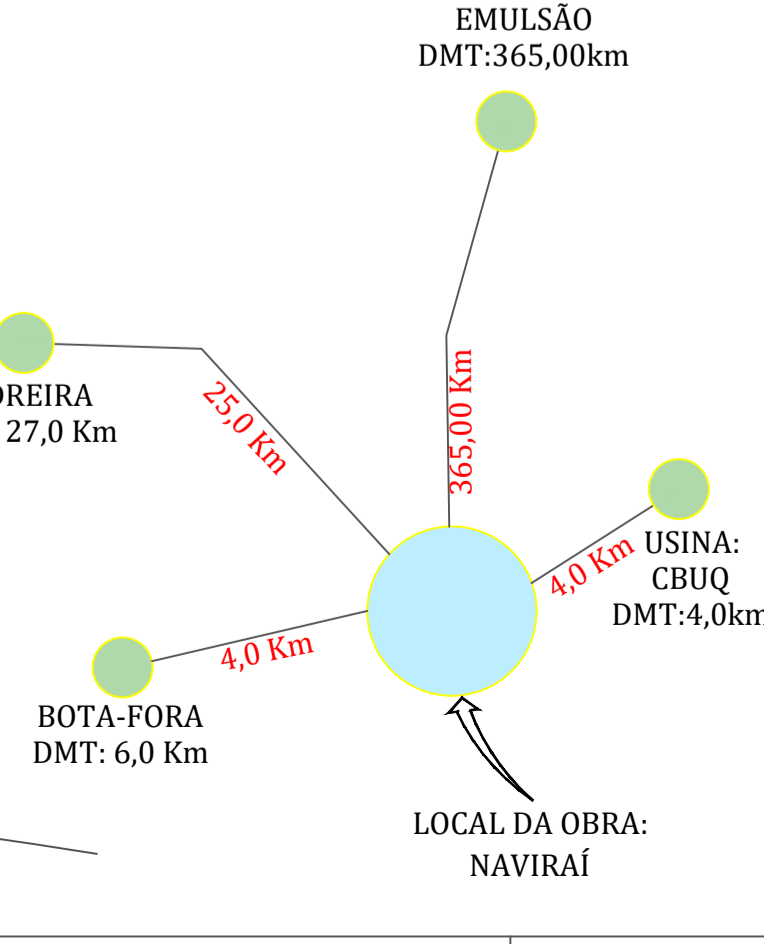 EMULSÃO
DMT:365,00km
25,0 Km
365,00 Km
OREIRA
27,0 Km
4,0 Km
USINA:
CBUQ
DMT:4,0km
4,0 Km
BOTA-FORA
DMT: 6,0 Km
LOCAL DA OBRA:
NAVIRAÍ